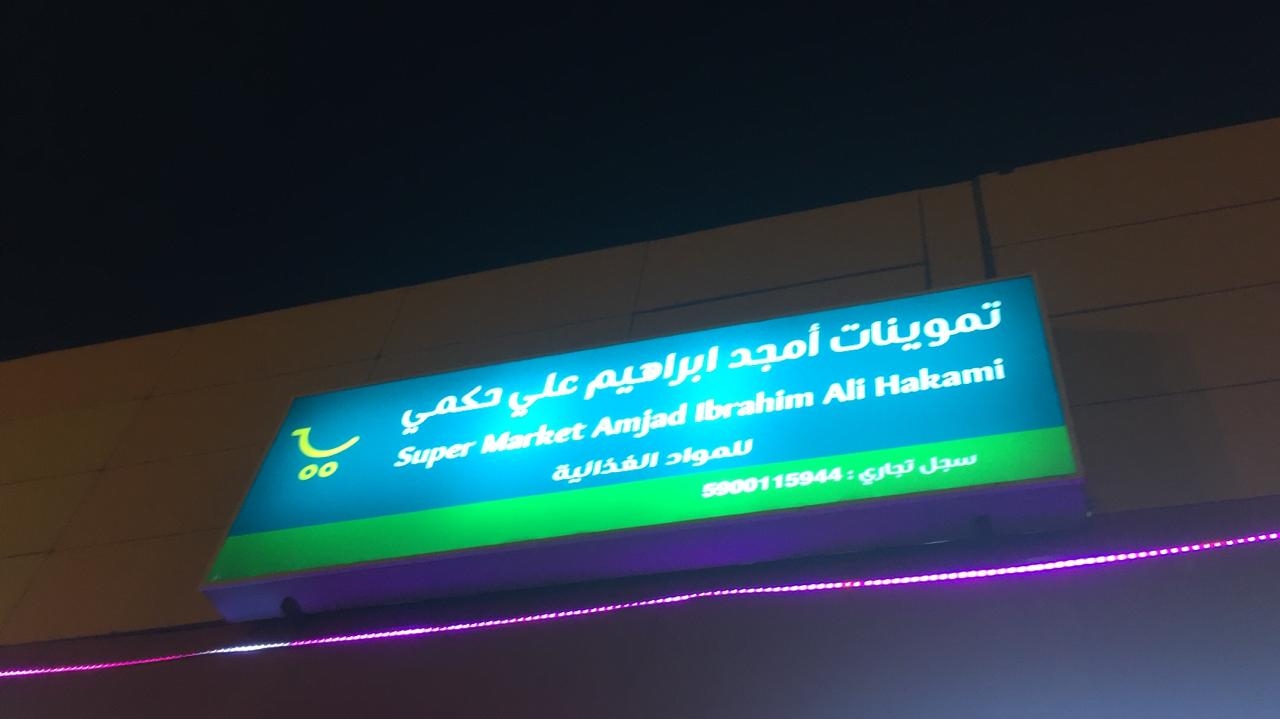 تموينات أمجد ابراهيم علي حكمي
Super Market Amjad Ibrahim Ali Hakami
للمواد الغذائية
سجل تجاري : 5900115944